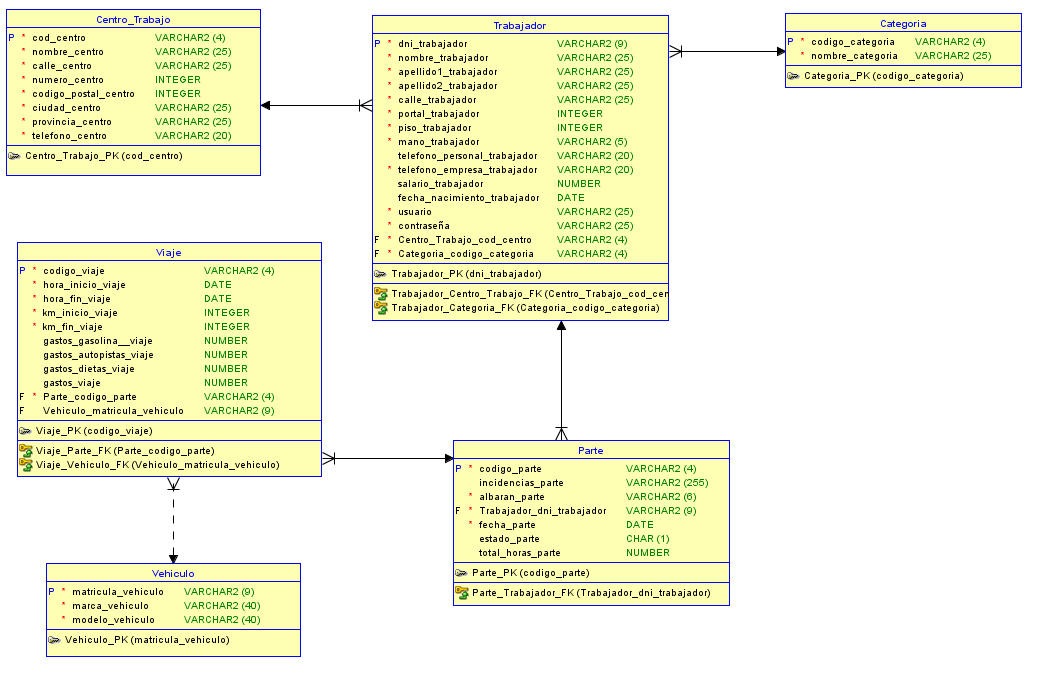 Centro_Trabajo
P * cod_centro VARCHAR2 (4)
* nombre_centro VARCHAR2 (25)
* calle_centro VARCHAR2 (25)
* numero_centro INTEGER
* codigo_postal_centro INTEGER
* ciudad_centro VARCHAR2 (25)
* provincia_centro VARCHAR2 (25)
* telefono_centro VARCHAR2 (20)
Centro_Trabajo_PK (cod_centro)
Trabajador
P * dni_trabajador VARCHAR2 (9)
* nombre_trabajador VARCHAR2 (25)
* apellido1_trabajador VARCHAR2 (25)
* apellido2_trabajador VARCHAR2 (25)
* calle_trabajador VARCHAR2 (25)
* portal_trabajador INTEGER
* piso_trabajador INTEGER
* mano_trabajador VARCHAR2 (5)
telefono_personal_trabajador VARCHAR2 (20)
* telefono_empresa_trabajador VARCHAR2 (20)
salario_trabajador NUMBER
fecha_nacimiento_trabajador DATE
* usuario VARCHAR2 (25)
* contraseña VARCHAR2 (25)
F * Centro_Trabajo_cod_centro VARCHAR2 (4)
F * Categoria_codigo_categoria VARCHAR2 (4)
Trabajador_PK (dni_trabajador)
Trabajador_Centro_Trabajo_FK (Centro_Trabajo_cod_cen
Trabajador_Categoria_FK (Categoria_codigo_categoria)
Categoria
P * codigo_categoria VARCHAR2 (4)
* nombre_categoria VARCHAR2 (25)
Categoria_PK (codigo_categoria)
Viaje
P * codigo_viaje VARCHAR2 (4)
* hora_inicio_viaje DATE
* hora_fin_viaje DATE
* km_inicio_viaje INTEGER
* km_fin_viaje INTEGER
gastos_gasolina__viaje NUMBER
gastos_autopistas_viaje NUMBER
gastos_dietas_viaje NUMBER
gastos_viaje NUMBER
F * Parte_codigo_parte VARCHAR2 (4)
F Vehiculo_matricula_vehiculo VARCHAR2 (9)
Viaje_PK (codigo_viaje)
Viaje_Parte_FK (Parte_codigo_parte)
Viaje_Vehiculo_FK (Vehiculo_matricula_vehiculo)
Parte
P * codigo_parte VARCHAR2 (4)
incidencias_parte VARCHAR2 (255)
* albaran_parte VARCHAR2 (6)
F * Trabajador_dni_trabajador VARCHAR2 (9)
* fecha_parte DATE
estado_parte CHAR (1)
total_horas_parte NUMBER
Parte_PK (codigo_parte)
Parte_Trabajador_FK (Trabajador_dni_trabajador)
Vehiculo
P * matricula_vehiculo VARCHAR2 (9)
* marca_vehiculo VARCHAR2 (40)
* modelo_vehiculo VARCHAR2 (40)
Vehiculo_PK (matricula_vehiculo)